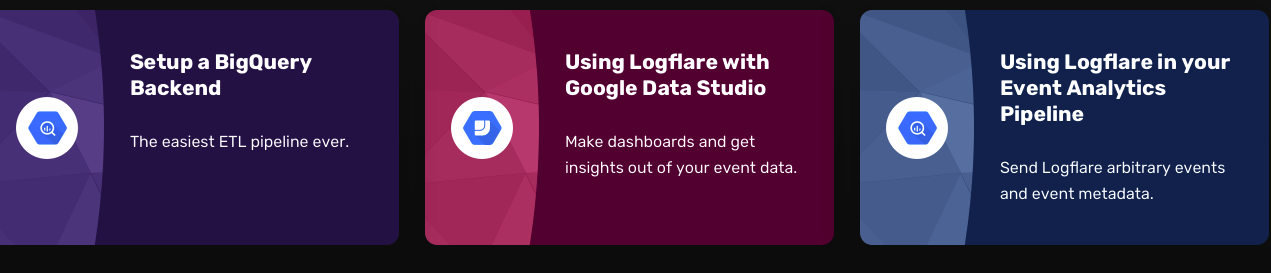 Setup a BigQuery
Backend
The easiest ETL pipeline ever.
Using Logflare with
Google Data Studio
Make dashboards and get
insights out of your event data.
Using Logflare in your
Event Analytics
Pipeline
Send Logflare arbitrary events
and event metadata.